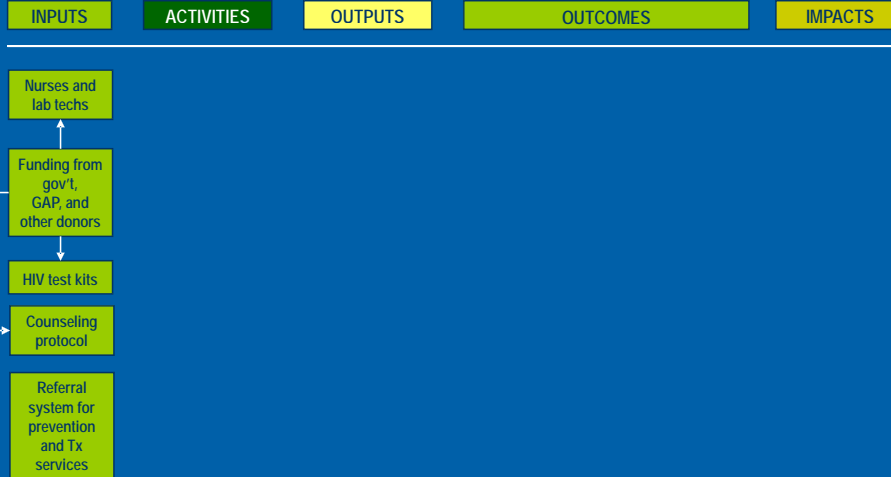 INPUTS
ACTIVITIES
OUTPUTS
OUTCOMES
IMPACTS
Nurses and
lab techs
Funding from
gov't,
GAP, and
other donors
HIV test kits
Counseling
protocol
Referral
system for
prevention
and Tx
services